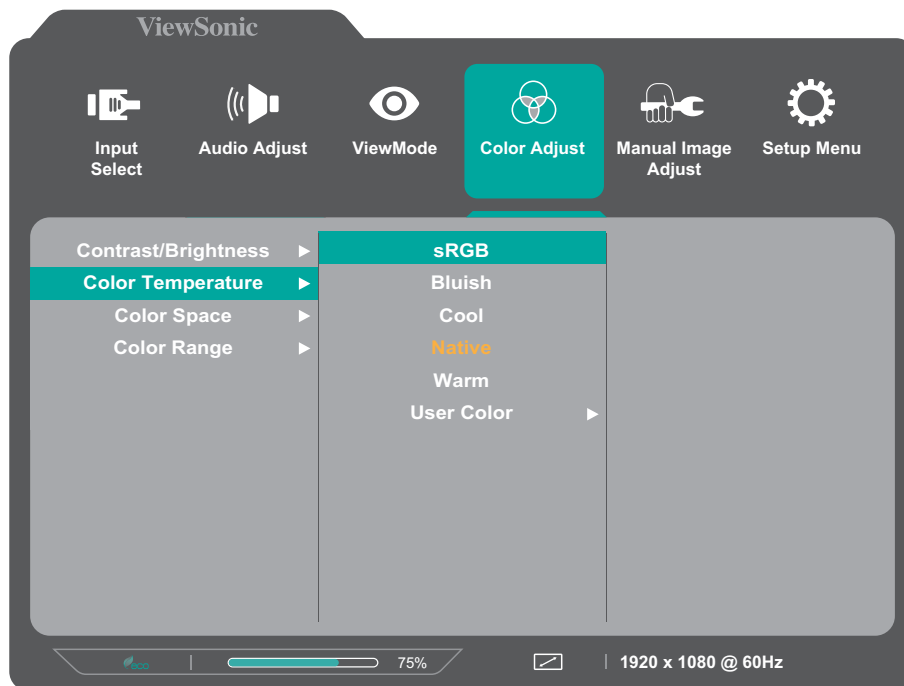 ViewSonic
Input
Select
Audio Adjust
ViewMode
Color Adjust
Manual Image
Adjust
Setup Menu
Contrast/Brightness
Color Temperature
Color Space
Color Range
sRGB
Bluish
Cool
Native
Warm
User Color
eco
75%
1920 x 1080 @ 60Hz